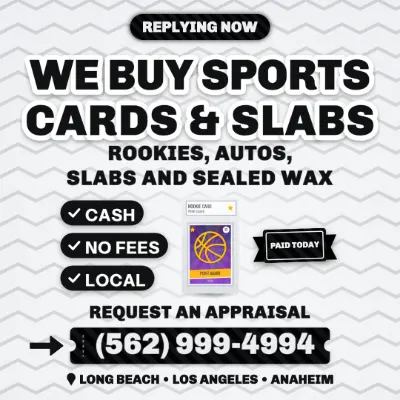 REPLYING NOW
WE BUY SPORTS
CARDS & SLABS
ROOKIES, AUTOS,
SLABS AND SEALED WAX
✓ CASH
✓ NO FEES
✓ LOCAL
ROOKIE CARD
PAID TODAY
REQUEST AN APPRAISAL
(562) 999-4994
LONG BEACH • LOS ANGELES • ANAHEIM